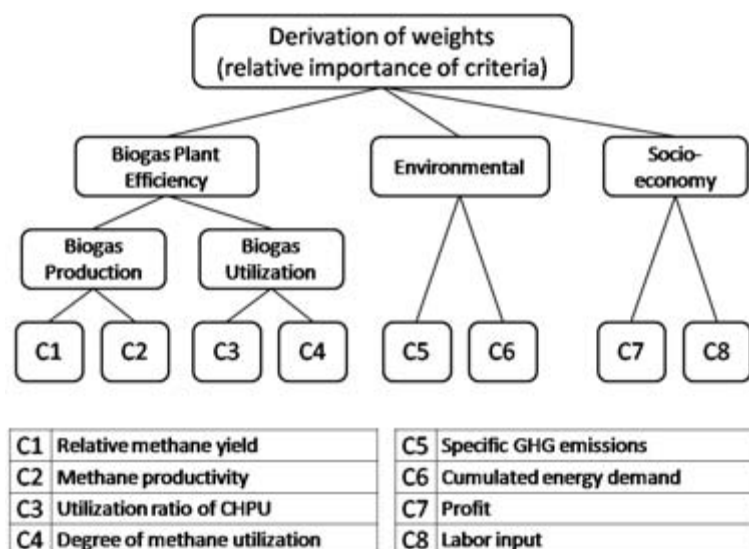 Derivation of weights
(relative importance of criteria)
Biogas Plant
Efficiency
Environmental
Socio-
economy
Biogas
Production
Biogas
Utilization
C1
C2
C3
C4
C5
C6
C7
C8
C1 Relative methane yield
C2 Methane productivity
C3 Utilization ratio of CHPU
C4 Degree of methane utilization
C5 Specific GHG emissions
C6 Cumulated energy demand
C7 Profit
C8 Labor input